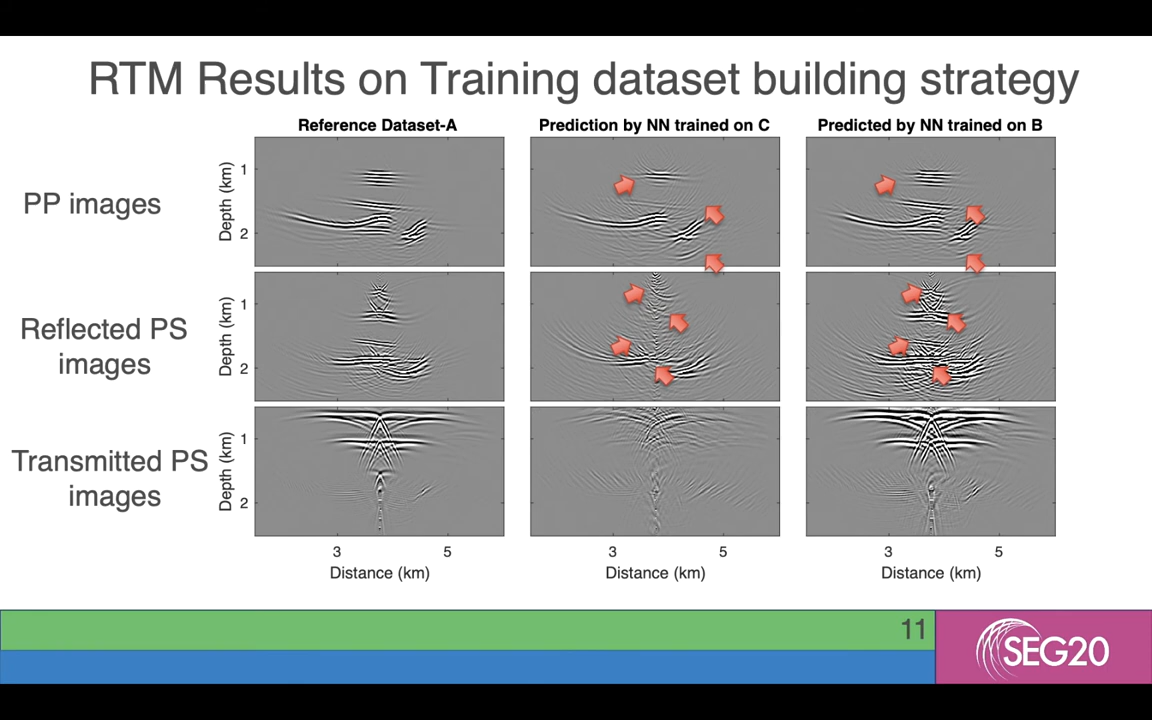 RTM Results on Training dataset building strategy
Reference Dataset-A
Prediction by NN trained on C
Predicted by NN trained on B
PP images
Depth (km)
1
2
Reflected PS
images
Depth (km)
1
2
Transmitted PS
images
Depth (km)
1
2
3
5
3
5
3
5
Distance (km)
Distance (km)
Distance (km)
11
SEG20